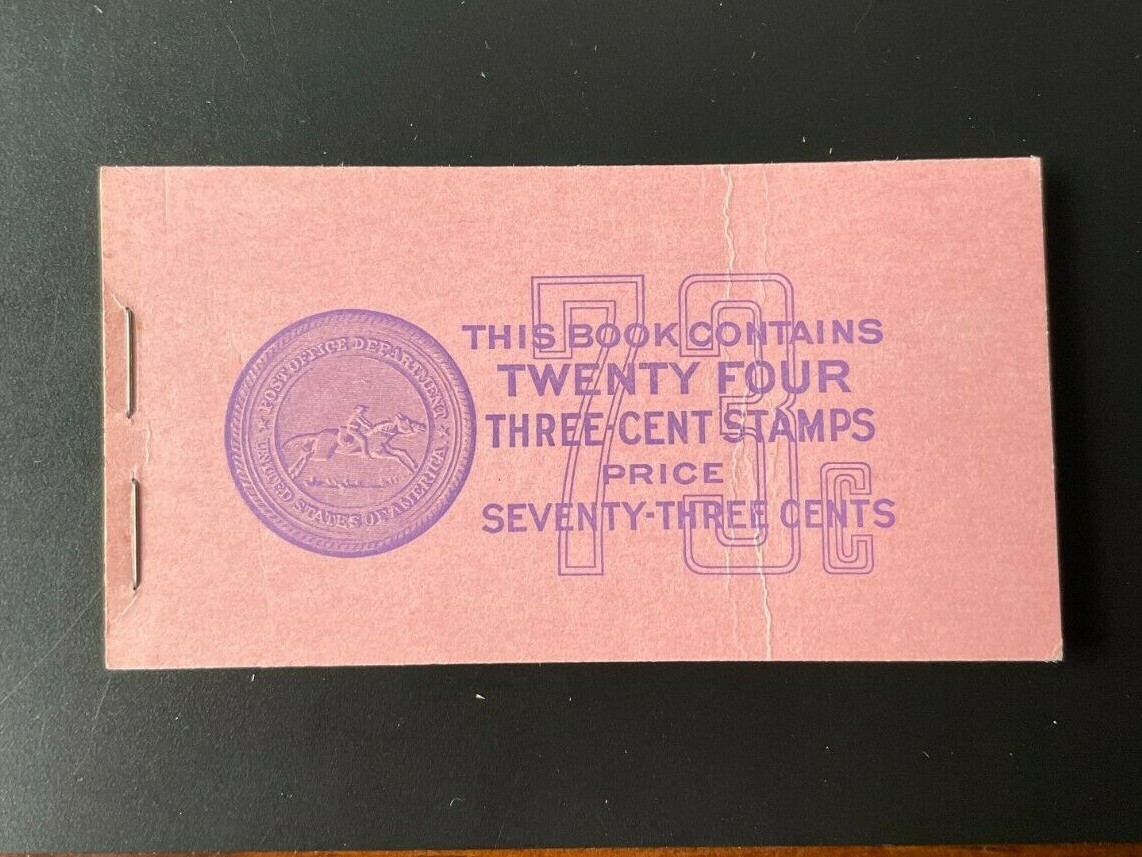 POST OFFICE DEPARTMENT
UNITED STATES OF AMERICA
73c
THIS BOOK CONTAINS
TWENTY FOUR
THREE-CENT STAMPS
PRICE
SEVENTY-THREE CENTS